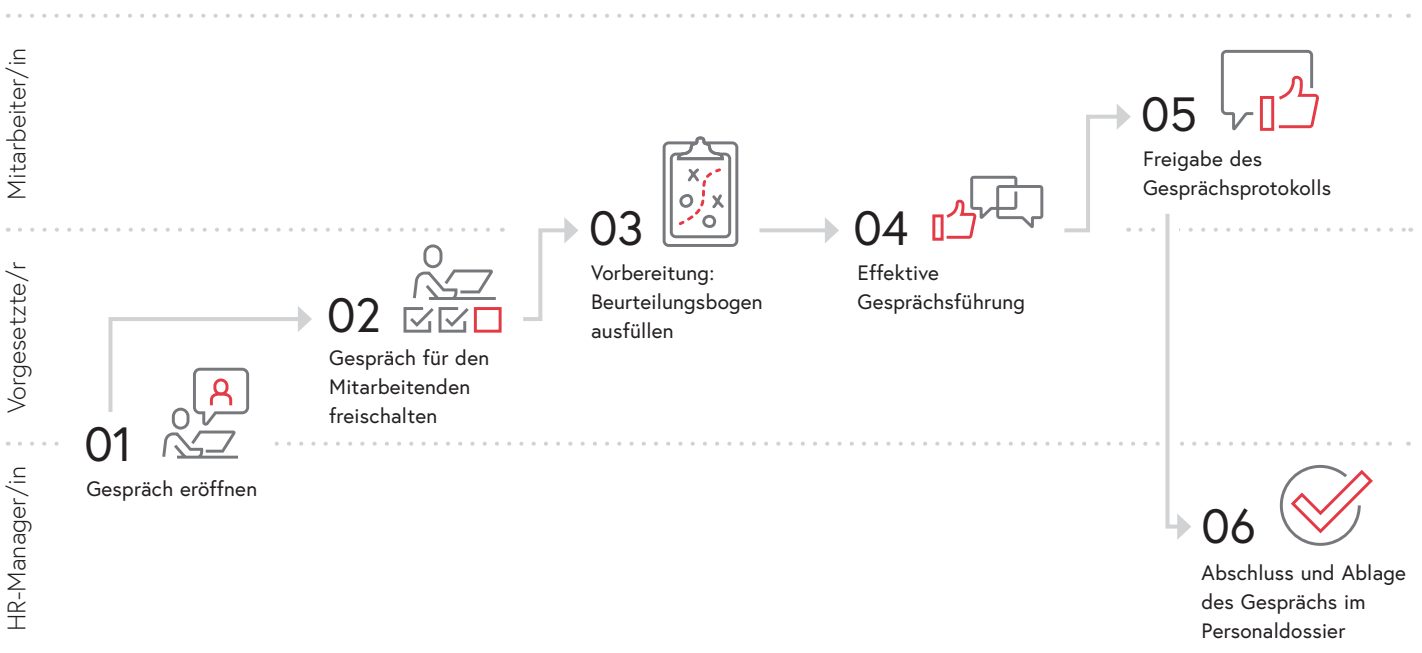 Mitarbeiter/in
Vorgesetzte/r
HR-Manager/in
01
Gespräch eröffnen
02
Gespräch für den
Mitarbeitenden
freischalten
03
Vorbereitung:
Beurteilungsbogen
ausfüllen
04
Effektive
Gesprächsführung
05
Freigabe des
Gesprächsprotokolls
06
Abschluss und Ablage
des Gesprächs im
Personaldossier